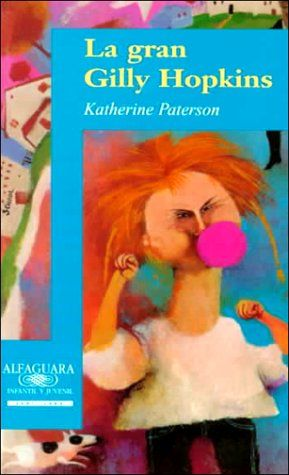 La gran
Gilly Hopkins
Katherine Paterson
ALFAGUARA
INFANTIL Y JUVENIL